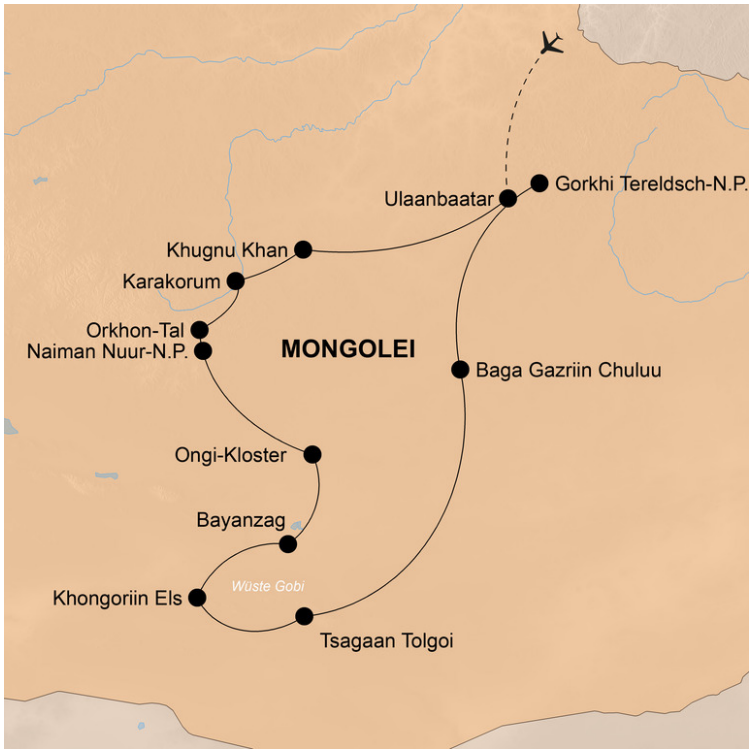 Gorkhi Tereldsch-N.P.
Ulaanbaatar
Khugnu Khan
Karakorum
Orkhon-Tal
Naiman Nuur-N.P.
MONGOLEI
Baga Gazriin Chuluu
Ongi-Kloster
Bayanzag
Wüste Gobi
Khongoriin Els
Tsagaan Tolgoi